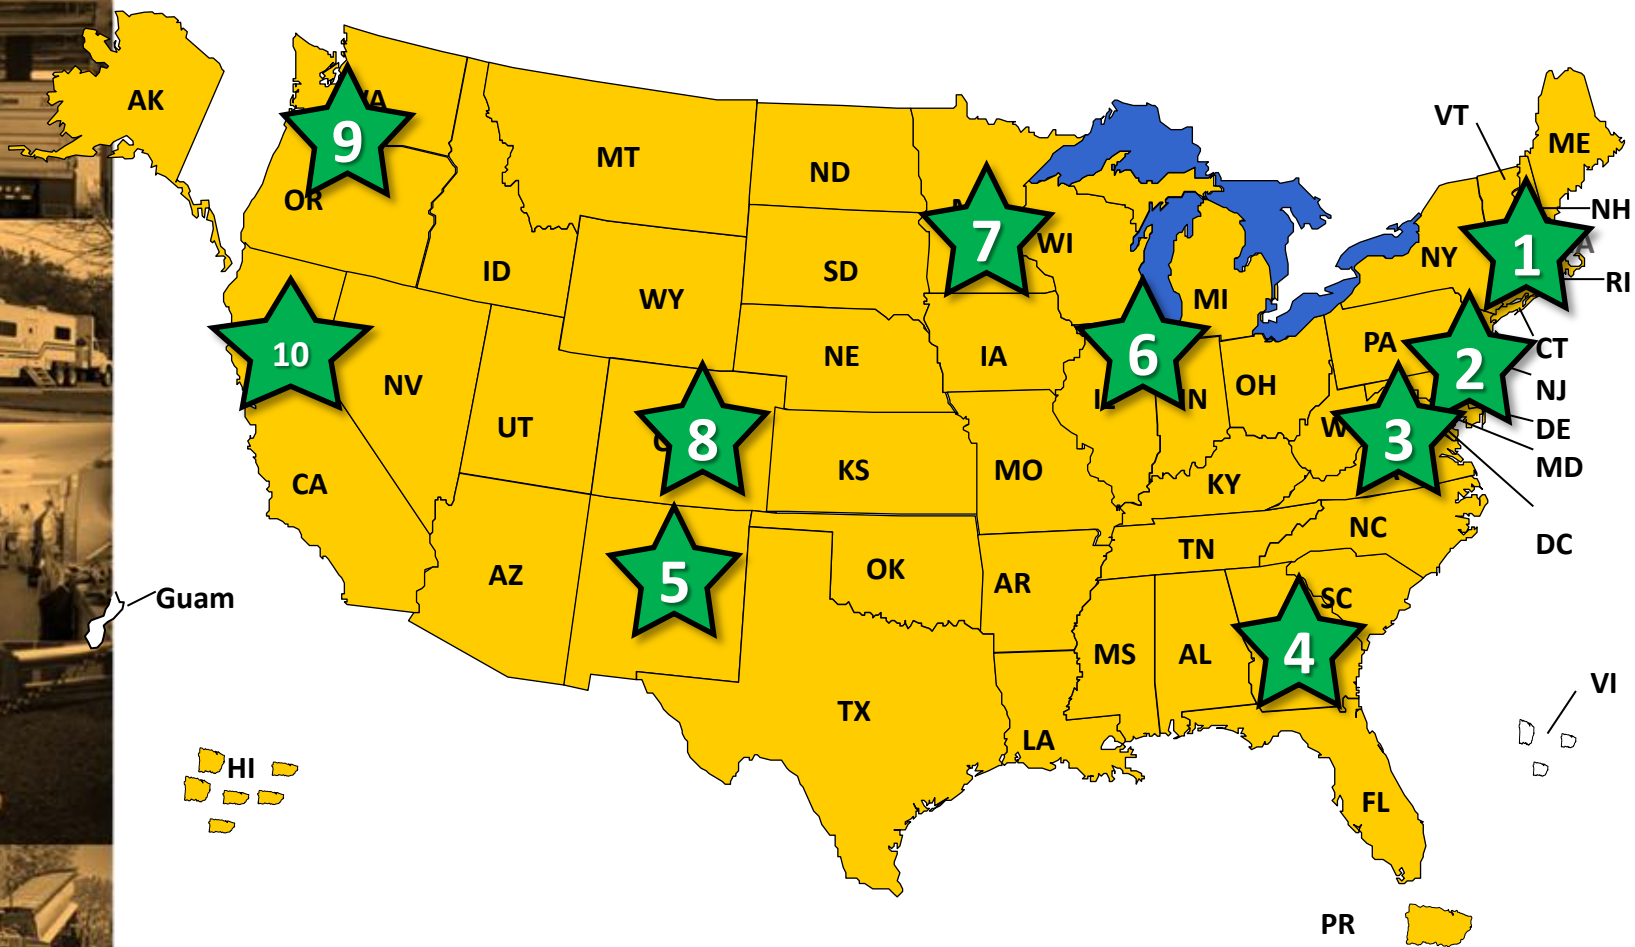 AK
WA
9
OR
MT
ND
7
WI
VT
ME
NH
1
NY
RI
ID
SD
WY
MI
10
NV
NE
IA
6
IN
OH
PA
2
CT
NJ
DE
MD
3
DC
UT
8
CA
KS
MO
KY
NC
TN
AZ
5
OK
AR
SC
4
MS
AL
TX
LA
FL
Guam
HI
VI
PR